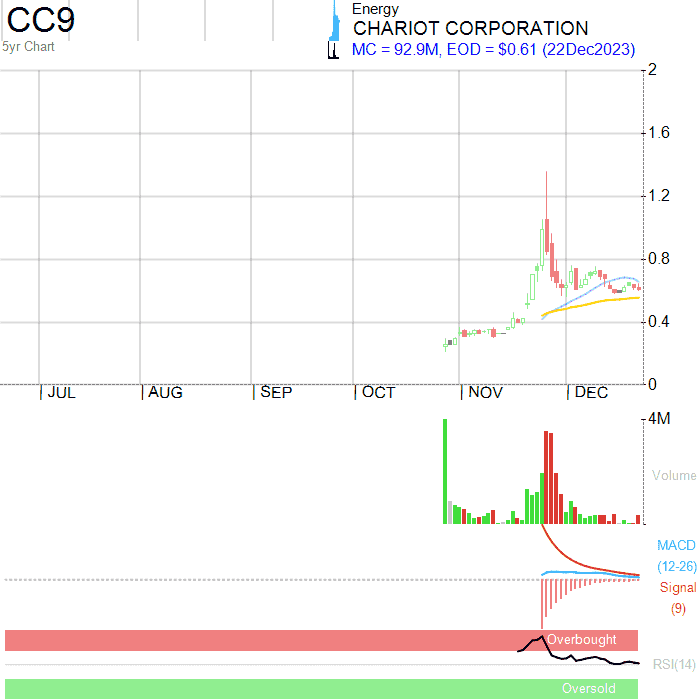 CC9
5yr Chart
Energy
CHARIOT CORPORATION
MC = 92.9M, EOD = $0.61 (22Dec2023)
2
1.6
1.2
0.8
0.4
0
JUL AUG SEP OCT NOV DEC
4M
Volume
MACD
(12-26)
Signal
(9)
Overbought
RSI(14)
Oversold